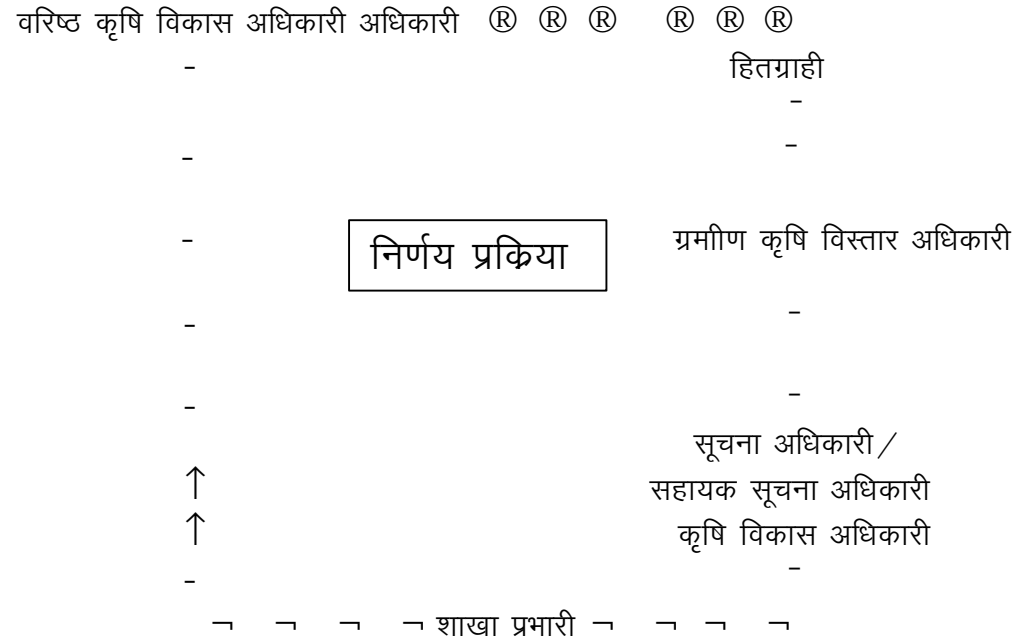 वरिष्ठ कृषि विकास अधिकारी अधिकारी ® ® ® ® ® ®
- हितग्राही
-
- -
- निर्णय प्रक्रिया ग्रमाीण कृषि विस्तार अधिकारी
- -
- -
सूचना अधिकारी/
↑ सहायक सूचना अधिकारी
↑ कृषि विकास अधिकारी
- -
¬ ¬ ¬ ¬ शाखा प्रभारी ¬ ¬ ¬ ¬